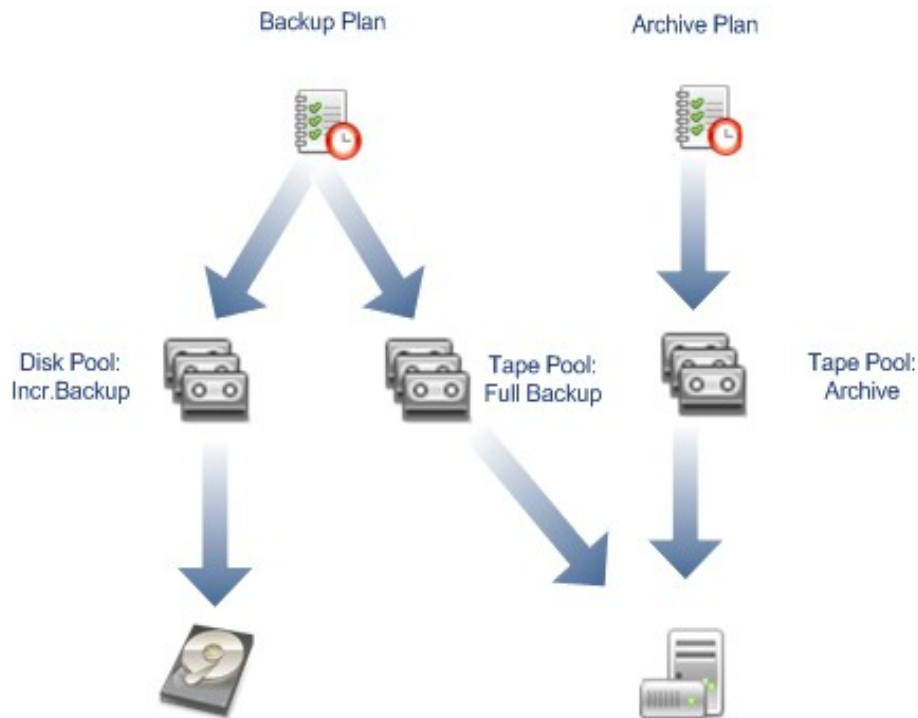 Backup Plan
Archive Plan
Disk Pool:
Incr.Backup
Tape Pool:
Full Backup
Tape Pool:
Archive